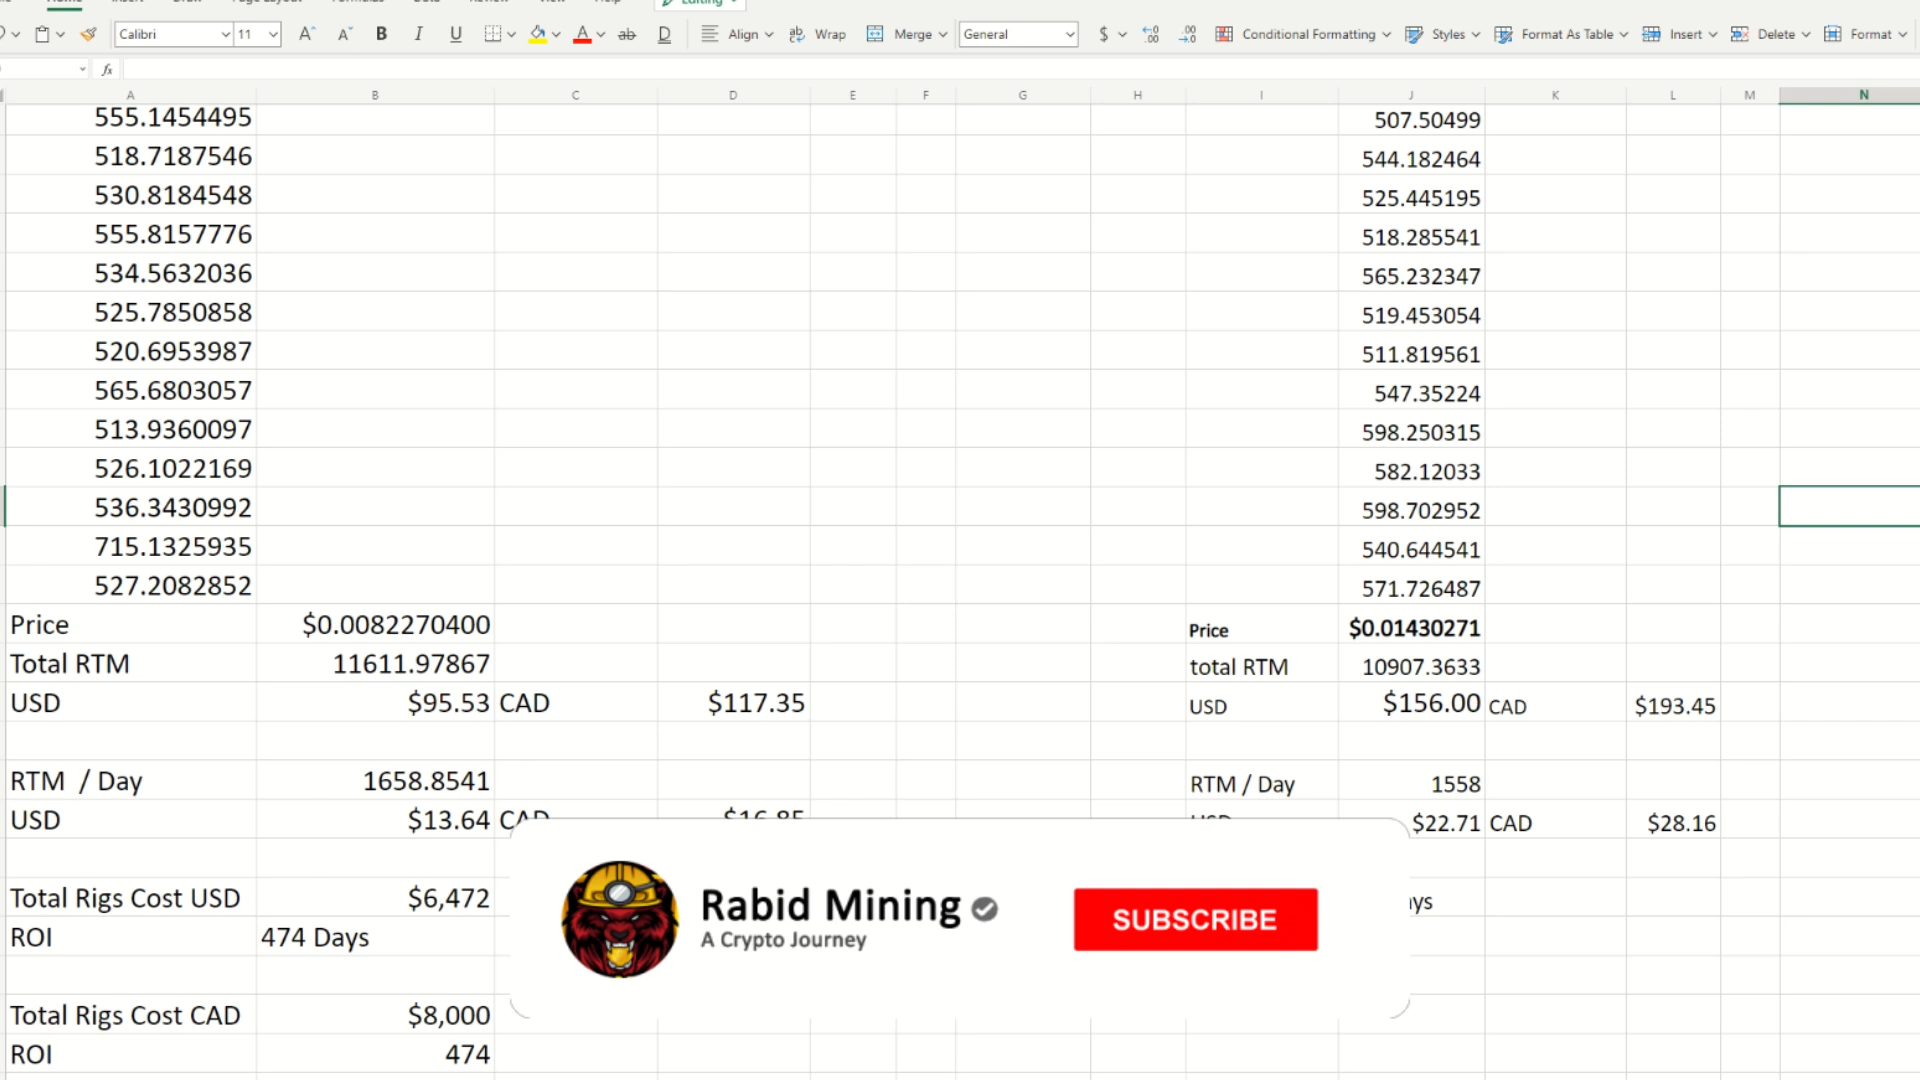 Calibri 11 A A B I U A ab D Align Wrap Merge General $ Conditional Formatting Styles Format As Table Insert Delete Format
fx
A B C D E F G H I J K L M N
555.1454495 507.50499
518.7187546 544.182464
530.8184548 525.445195
555.8157776 518.285541
534.5632036 565.232347
525.7850858 519.453054
520.6953987 511.819561
565.6803057 547.35224
513.9360097 598.250315
526.1022169 582.12033
536.3430992 598.702952
715.1325935 540.644541
527.2082852 571.726487
Price $0.0082270400 Price $0.01430271
Total RTM 11611.97867 total RTM 10907.3633
USD $95.53 CAD $117.35 USD $156.00 CAD $193.45
RTM / Day 1658.8541 RTM / Day 1558
USD $13.64 CAD $16.85 USD $22.71 CAD $28.16
Total Rigs Cost USD $6,472
ROI 474 Days
Total Rigs Cost CAD $8,000
ROI 474
Rabid Mining
A Crypto Journey
SUBSCRIBE